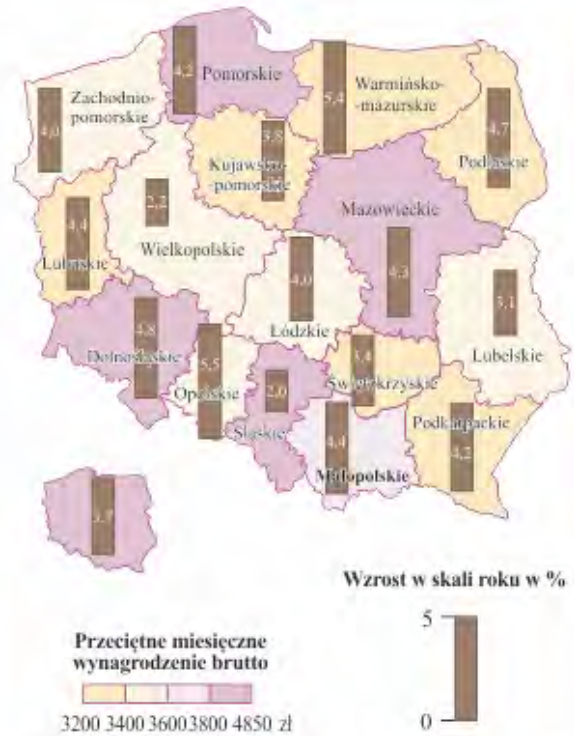 4,2
Pomorskie
5,4
Warmińsko-
mazurskie
4,0
Zachodnio-
pomorskie
3,8
Kujawsko-
-pomorskie
4,7
Podlaskie
2,2
Wielkopolskie
Mazowieckie
4,3
4,4
Lubuskie
4,0
Łódzkie
3,1
Lubelskie
4,8
Dolnośląskie
5,5
Opolskie
2,0
Śląskie
3,4
Świętokrzyskie
4,4
Małopolskie
Podkarpackie
4,2
3,7
Wzrost w skali roku w %
5
0
Przeciętne miesięczne
wynagrodzenie brutto
3200 3400 3600 3800 4850 zł